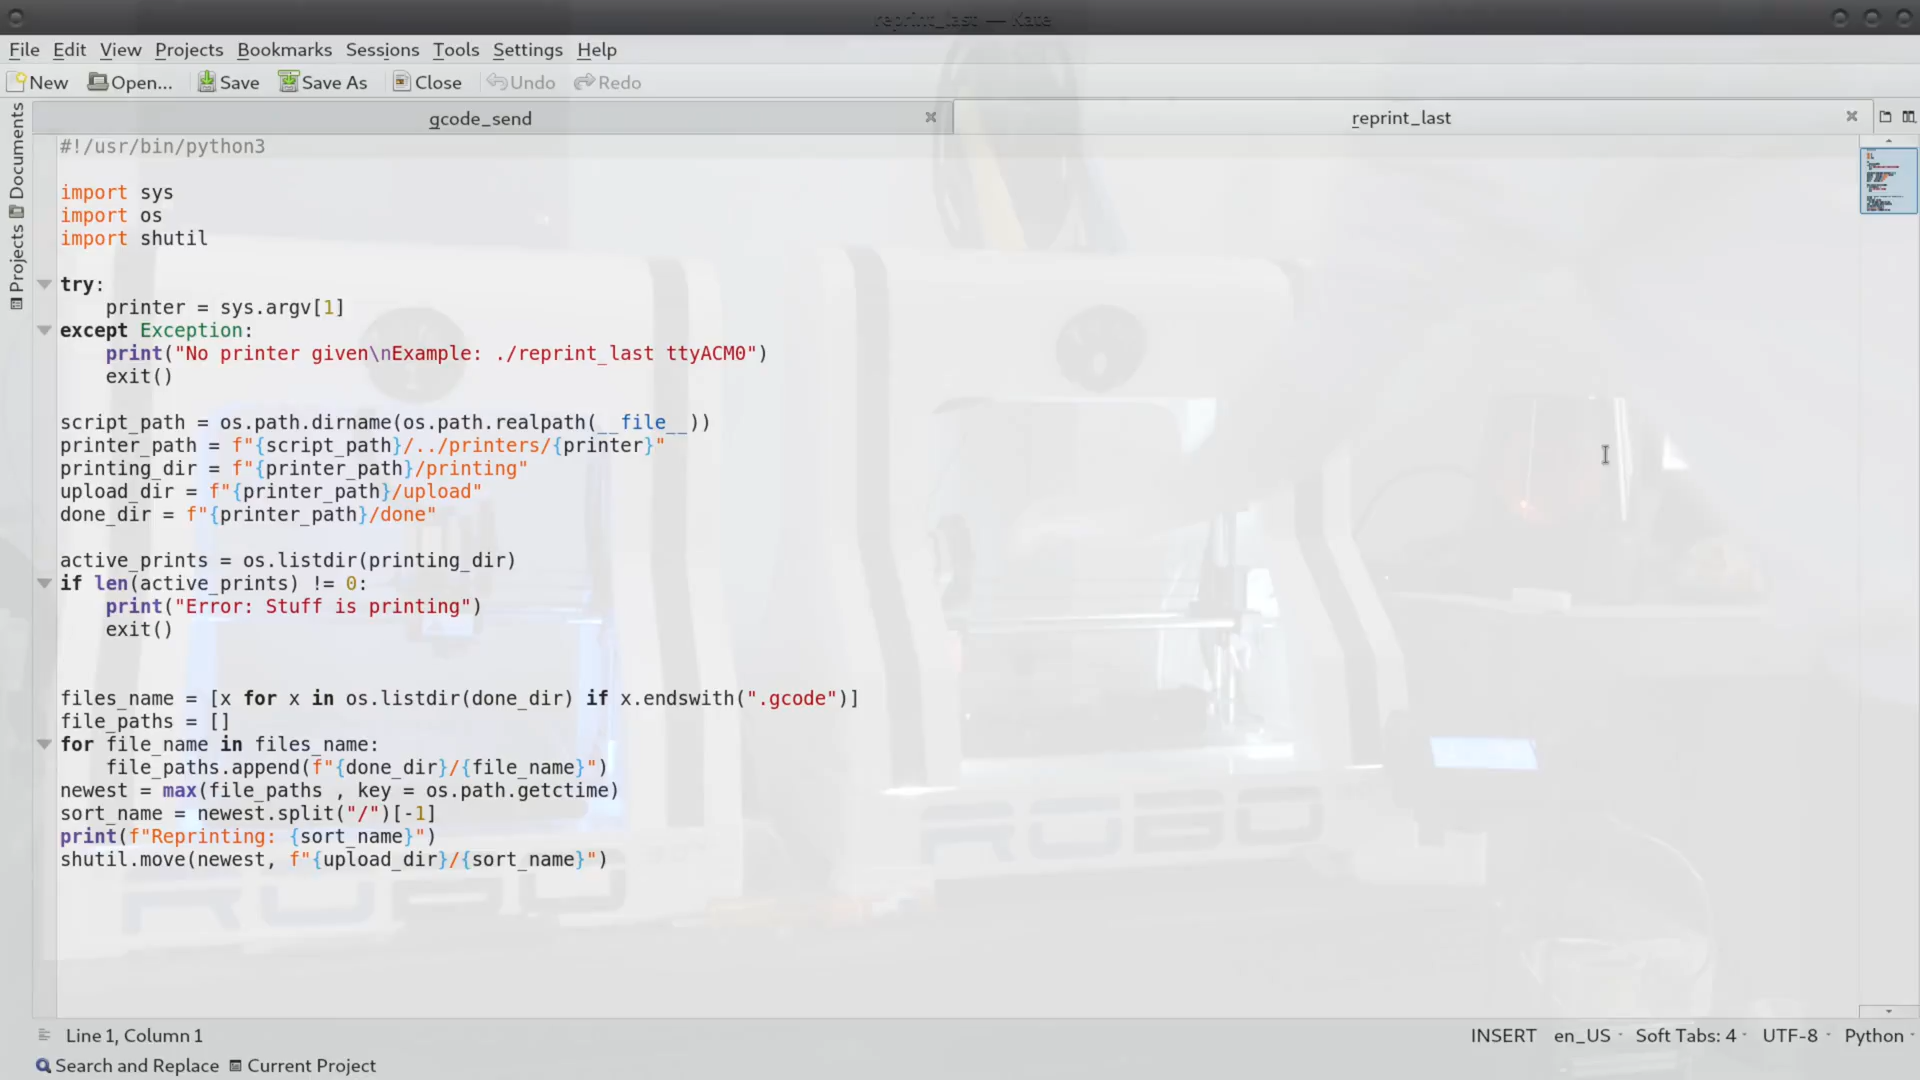 reprint_last — Kate
File Edit View Projects Bookmarks Sessions Tools Settings Help
New Open... Save Save As Close Undo Redo
gcode_send reprint_last
Documents
Projects
#!/usr/bin/python3
import sys
import os
import shutil
try:
    printer = sys.argv[1]
except Exception:
    print("No printer given\nExample: ./reprint_last ttyACM0")
    exit()
script_path = os.path.dirname(os.path.realpath(__file__))
printer_path = f"{script_path}/../printers/{printer}"
printing_dir = f"{printer_path}/printing"
upload_dir = f"{printer_path}/upload"
done_dir = f"{printer_path}/done"
active_prints = os.listdir(printing_dir)
if len(active_prints) != 0:
    print("Error: Stuff is printing")
    exit()
files_name = [x for x in os.listdir(done_dir) if x.endswith(".gcode")]
file_paths = []
for file_name in files_name:
    file_paths.append(f"{done_dir}/{file_name}")
newest = max(file_paths , key = os.path.getctime)
sort_name = newest.split("/")[-1]
print(f"Reprinting: {sort_name}")
shutil.move(newest, f"{upload_dir}/{sort_name}")
ROBO
ROBO
Line 1, Column 1 INSERT en_US Soft Tabs: 4 UTF-8 Python
Search and Replace Current Project